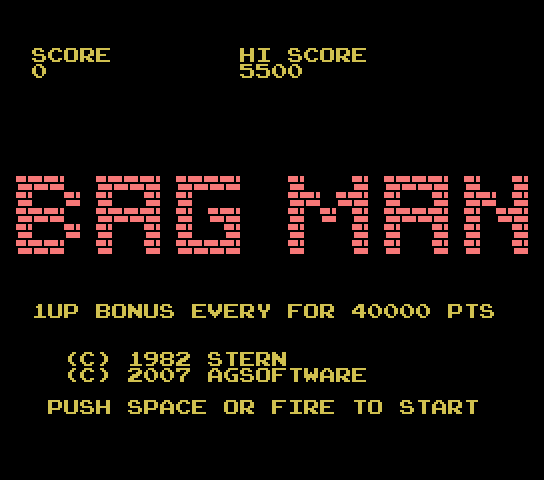 SCORE HI SCORE
0 5500
BAG MAN
1UP BONUS EVERY FOR 40000 PTS
(C) 1982 STERN
(C) 2007 AGSOFTWARE
PUSH SPACE OR FIRE TO START